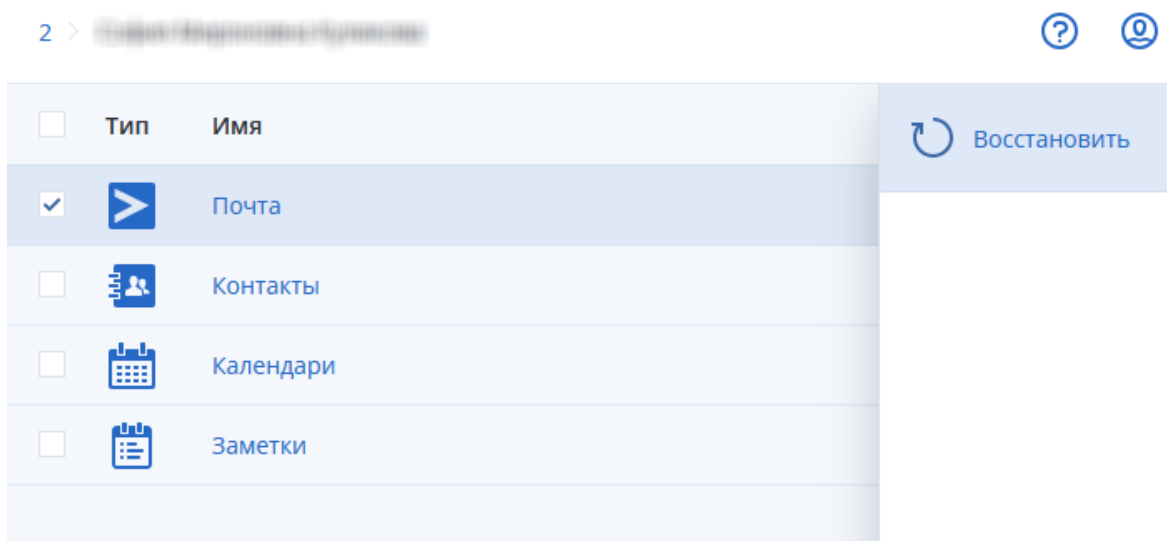 2 >
Тип Имя
Восстановить
Почта
Контакты
Календари
Заметки